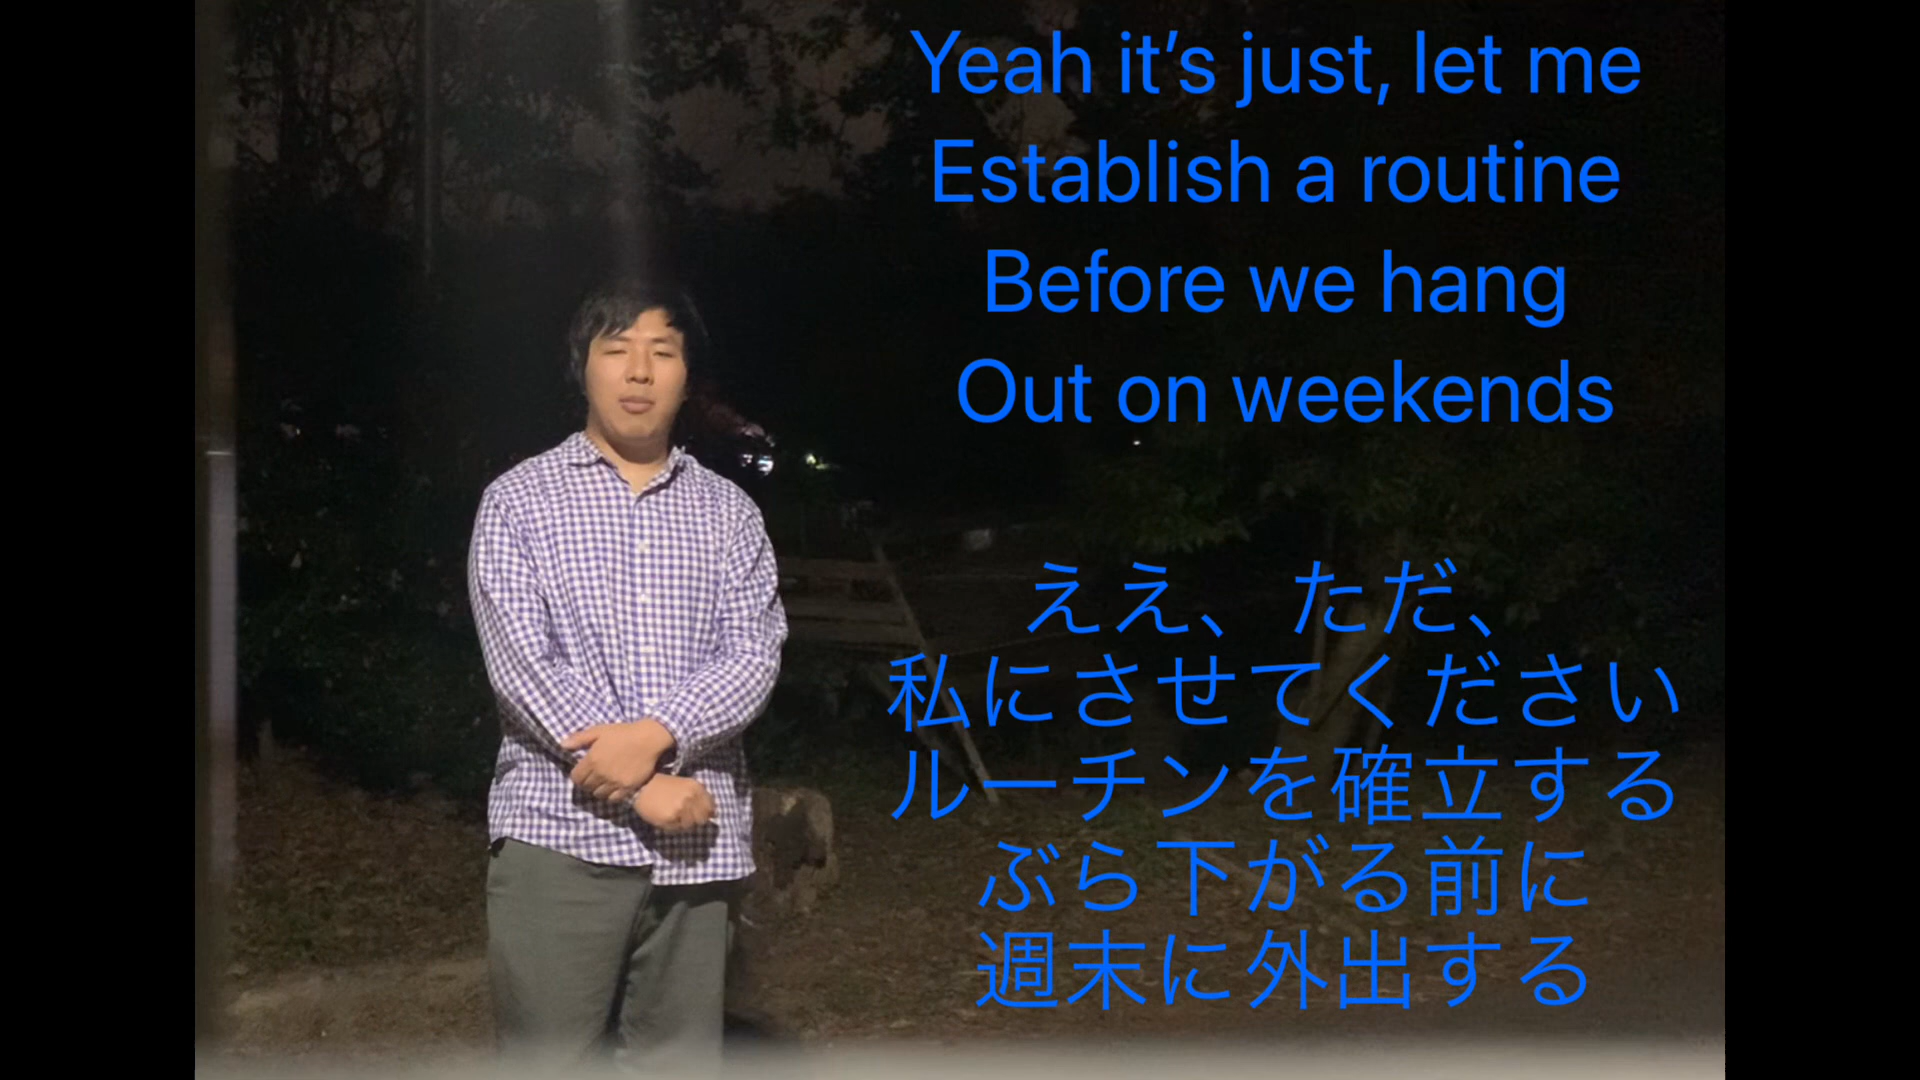 Yeah it’s just, let me
Establish a routine
Before we hang
Out on weekends
ええ、ただ、
私にさせてください
ルーチンを確立する
ぶら下がる前に
週末に外出する